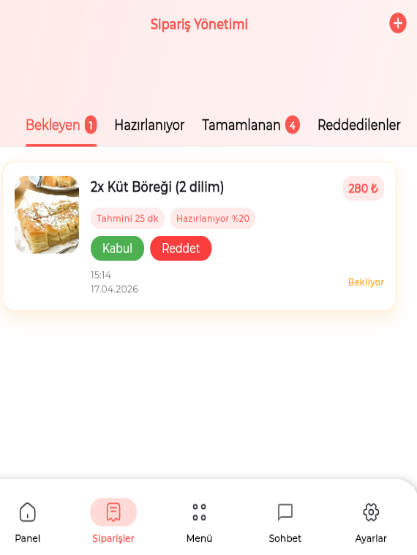 Sipariş Yönetimi
Bekleyen 1 Hazırlanıyor Tamamlanan 4 Reddedilenler
2x Küt Böreği (2 dilim) 280 ₺
Tahmini 25 dk Hazırlanıyor %20
Kabul Reddet
15:14
17.04.2026 Bekliyor
Panel Siparişler Menü Sohbet Ayarlar